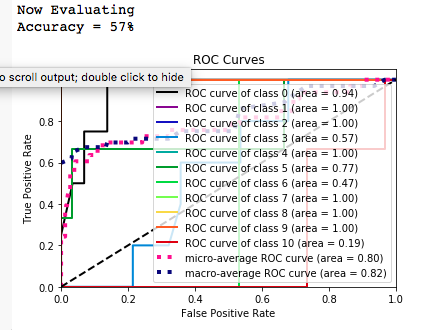 Now Evaluating
Accuracy = 57%
ROC Curves
o scroll output; double click to hide
ROC curve of class 0 (area = 0.94)
ROC curve of class 1 (area = 1.00)
ROC curve of class 2 (area = 1.00)
ROC curve of class 3 (area = 0.57)
ROC curve of class 4 (area = 1.00)
ROC curve of class 5 (area = 0.77)
ROC curve of class 6 (area = 0.47)
ROC curve of class 7 (area = 1.00)
ROC curve of class 8 (area = 1.00)
ROC curve of class 9 (area = 1.00)
ROC curve of class 10 (area = 0.19)
micro-average ROC curve (area = 0.80)
macro-average ROC curve (area = 0.82)
True Positive Rate
0.8
0.6
0.4
0.2
0.0
0.0 0.2 0.4 0.6 0.8 1.0
False Positive Rate